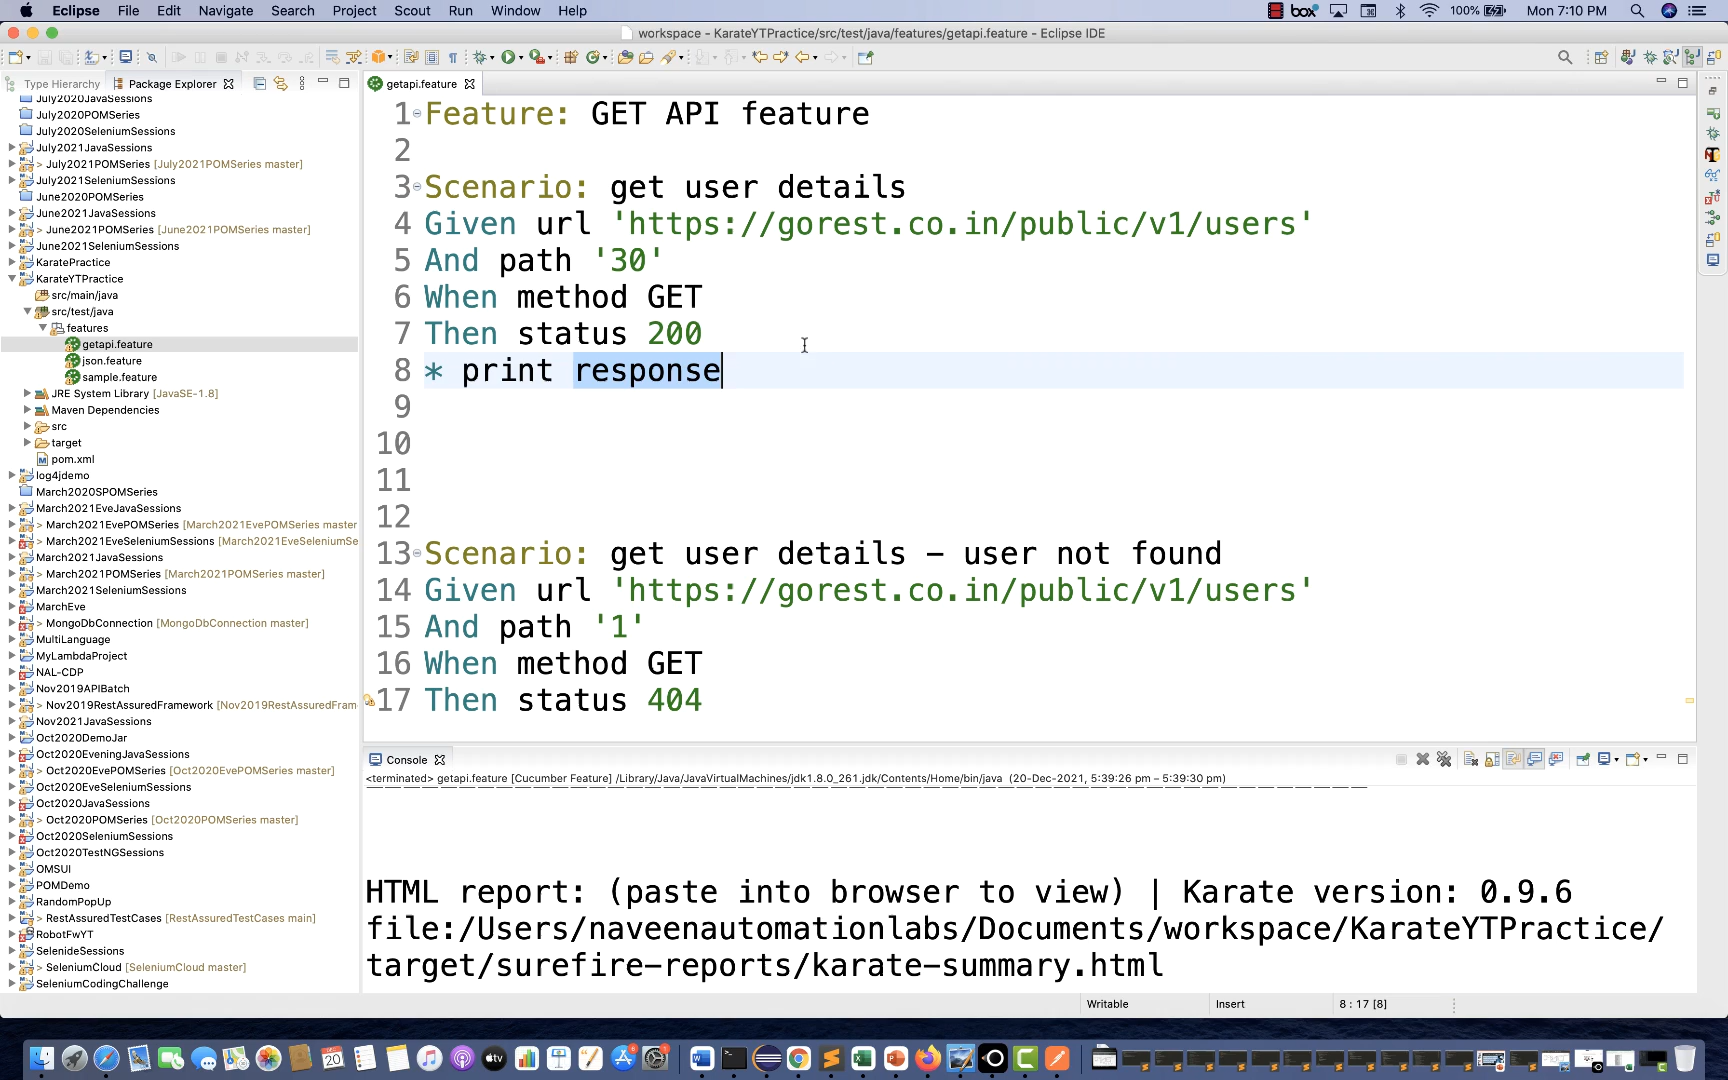 Eclipse File Edit Navigate Search Project Scout Run Window Help
box 100% Mon 7:10 PM
workspace - KarateYTPractice/src/test/java/features/getapi.feature - Eclipse IDE
Type Hierarchy Package Explorer
July2020JavaSessions
July2020POMSeries
July2020SeleniumSessions
July2021JavaSessions
> July2021POMSeries [July2021POMSeries master]
July2021SeleniumSessions
June2020POMSeries
June2021JavaSessions
> June2021POMSeries [June2021POMSeries master]
June2021SeleniumSessions
KaratePractice
KarateYTPractice
src/main/java
src/test/java
features
getapi.feature
json.feature
sample.feature
JRE System Library [JavaSE-1.8]
Maven Dependencies
src
target
pom.xml
log4jdemo
March2020SPOMSeries
March2021EveJavaSessions
> March2021EvePOMSeries [March2021EvePOMSeries master
> March2021EveSeleniumSessions [March2021EveSeleniumSe
March2021JavaSessions
> March2021POMSeries [March2021POMSeries master]
March2021SeleniumSessions
MarchEve
> MongoDbConnection [MongoDbConnection master]
MultiLanguage
MyLambdaProject
NAL-CDP
Nov2019APIBatch
> Nov2019RestAssuredFramework [Nov2019RestAssuredFram
Nov2021JavaSessions
Oct2020DemoJar
Oct2020EveningJavaSessions
> Oct2020EvePOMSeries [Oct2020EvePOMSeries master]
Oct2020EveSeleniumSessions
Oct2020JavaSessions
> Oct2020POMSeries [Oct2020POMSeries master]
Oct2020SeleniumSessions
Oct2020TestNGSessions
OMSUI
POMDemo
RandomPopUp
> RestAssuredTestCases [RestAssuredTestCases main]
RobotFwYT
SelenideSessions
> SeleniumCloud [SeleniumCloud master]
SeleniumCodingChallenge
getapi.feature
1 Feature: GET API feature
2
3 Scenario: get user details
4 Given url 'https://gorest.co.in/public/v1/users'
5 And path '30'
6 When method GET
7 Then status 200
8 * print response
9
10
11
12
13 Scenario: get user details - user not found
14 Given url 'https://gorest.co.in/public/v1/users'
15 And path '1'
16 When method GET
17 Then status 404
Console
<terminated> getapi.feature [Cucumber Feature] /Library/Java/JavaVirtualMachines/jdk1.8.0_261.jdk/Contents/Home/bin/java (20-Dec-2021, 5:39:26 pm – 5:39:30 pm)
HTML report: (paste into browser to view) | Karate version: 0.9.6
file:/Users/naveenautomationlabs/Documents/workspace/KarateYTPractice/
target/surefire-reports/karate-summary.html
Writable Insert 8 : 17 [8]